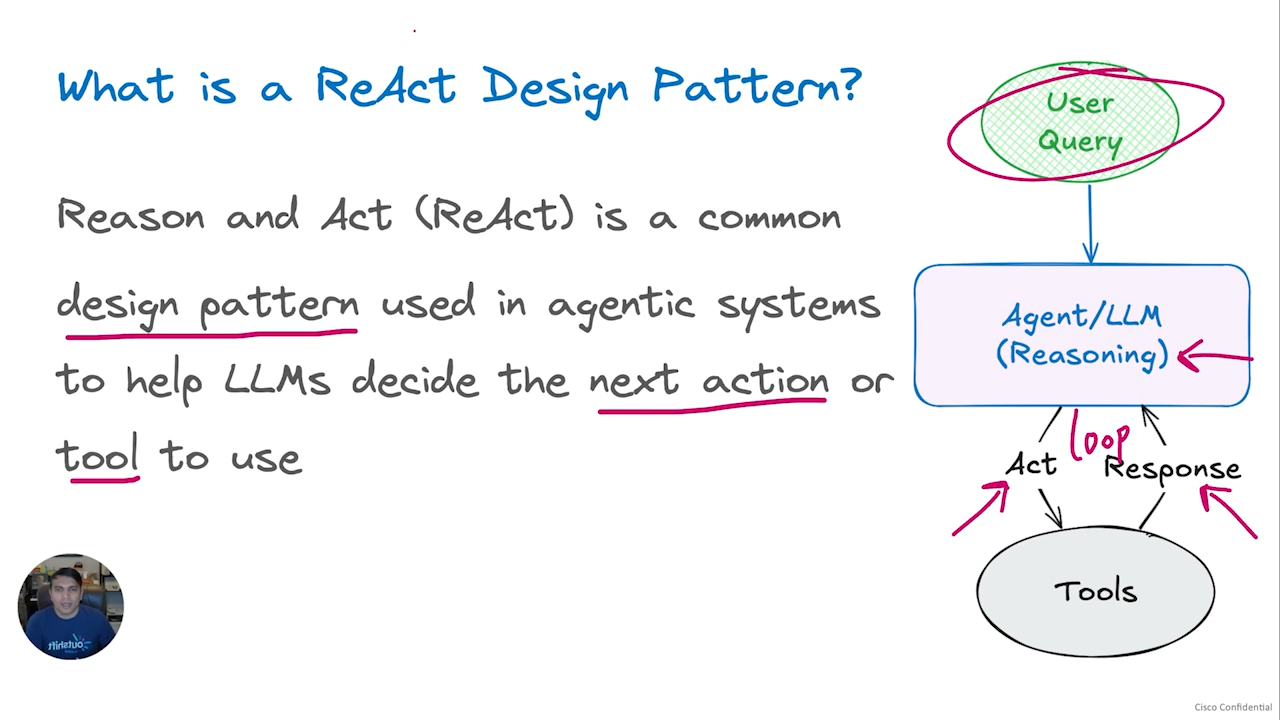 What is a ReAct Design Pattern?
Reason and Act (ReAct) is a common
design pattern used in agentic systems
to help LLMs decide the next action or
tool to use
User
Query
Agent/LLM
(Reasoning)
loop
Act
Response
Tools
outshift
Cisco Confidential